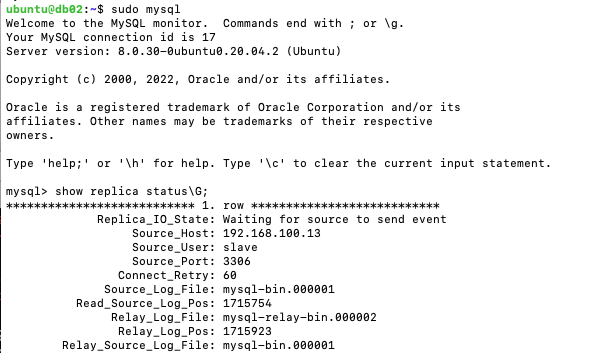 ubuntu@db02:~$ sudo mysql
Welcome to the MySQL monitor.  Commands end with ; or \g.
Your MySQL connection id is 17
Server version: 8.0.30-0ubuntu0.20.04.2 (Ubuntu)

Copyright (c) 2000, 2022, Oracle and/or its affiliates.

Oracle is a registered trademark of Oracle Corporation and/or its
affiliates. Other names may be trademarks of their respective
owners.

Type 'help;' or '\h' for help. Type '\c' to clear the current input statement.

mysql> show replica status\G;
*************************** 1. row ***************************
             Replica_IO_State: Waiting for source to send event
                  Source_Host: 192.168.100.13
                  Source_User: slave
                  Source_Port: 3306
                Connect_Retry: 60
              Source_Log_File: mysql-bin.000001
          Read_Source_Log_Pos: 1715754
               Relay_Log_File: mysql-relay-bin.000002
                Relay_Log_Pos: 1715923
        Relay_Source_Log_File: mysql-bin.000001